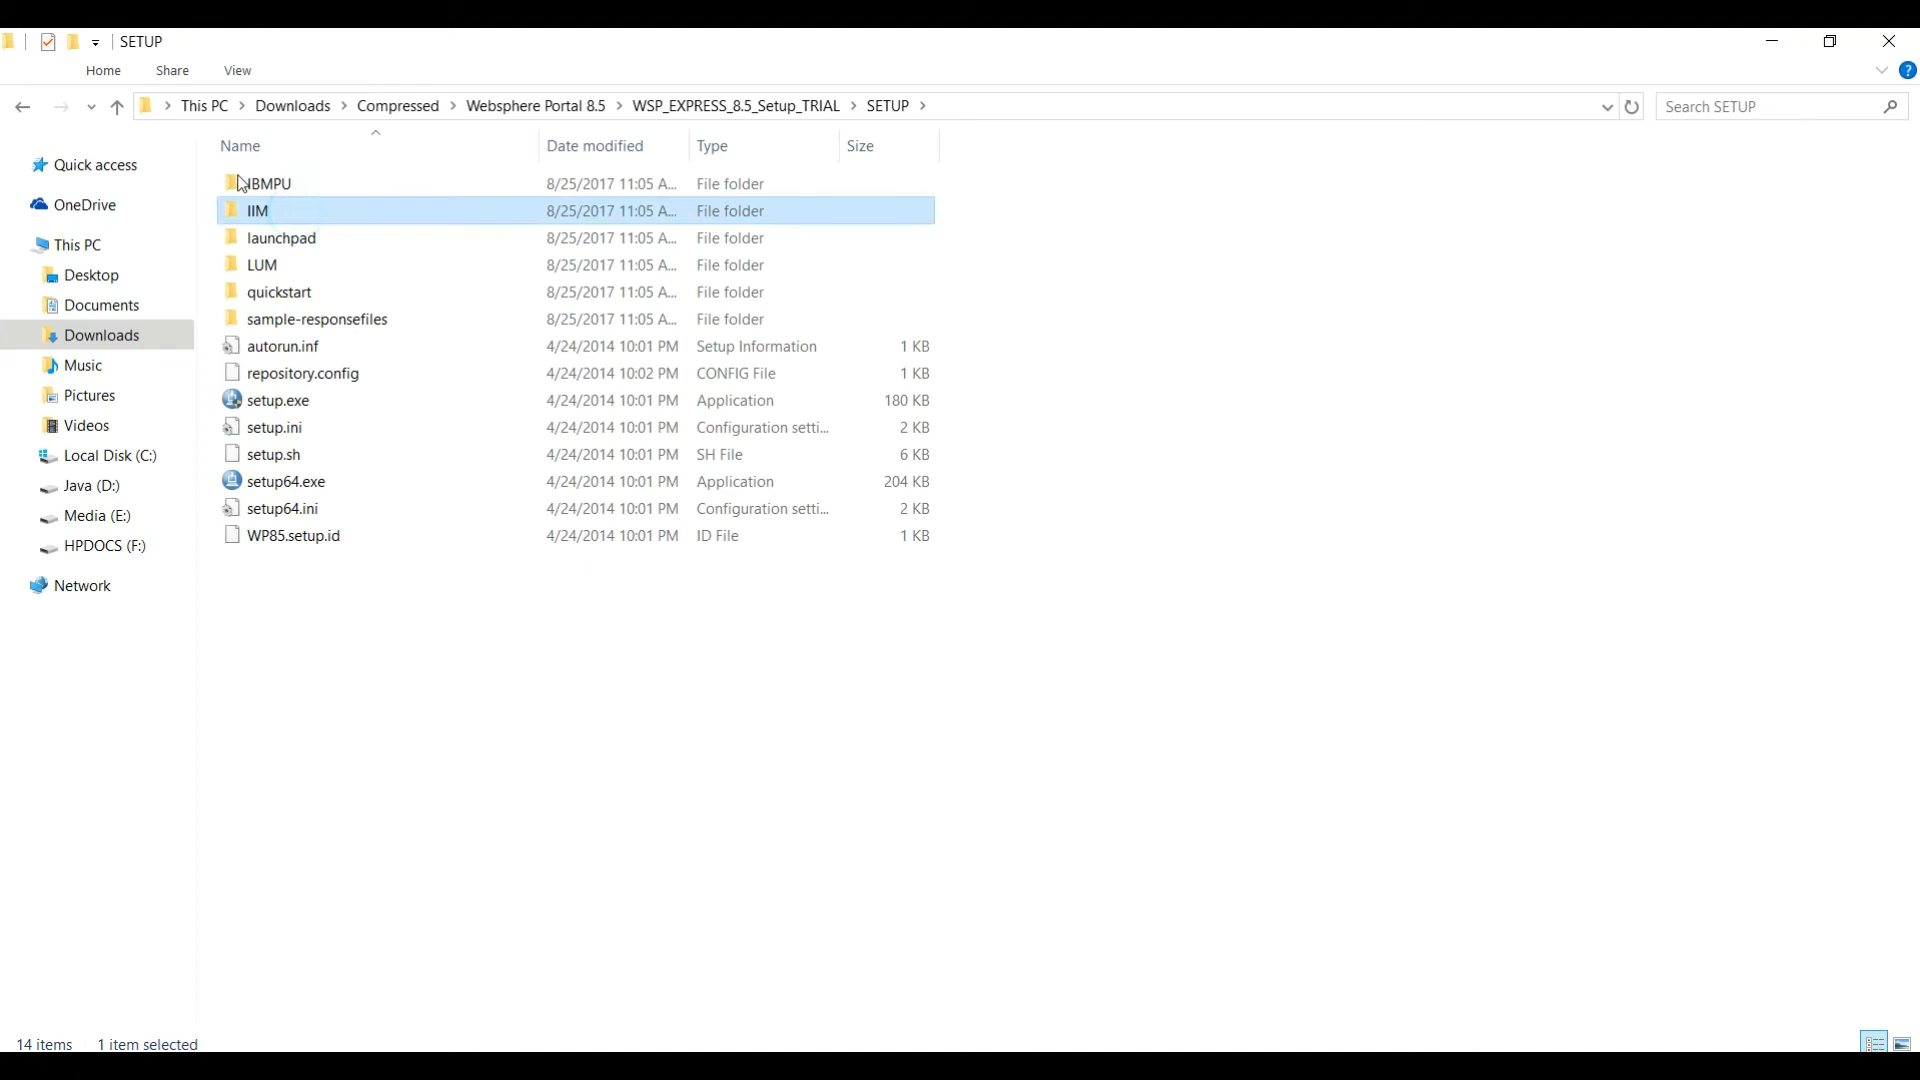 SETUP
Home Share View
?
This PC > Downloads > Compressed > Websphere Portal 8.5 > WSP_EXPRESS_8.5_Setup_TRIAL > SETUP >
Search SETUP
Name Date modified Type Size
Quick access
OneDrive
This PC
Desktop
Documents
Downloads
Music
Pictures
Videos
Local Disk (C:)
Java (D:)
Media (E:)
HPDOCS (F:)
Network
IBMPU 8/25/2017 11:05 A... File folder
IIM 8/25/2017 11:05 A... File folder
launchpad 8/25/2017 11:05 A... File folder
LUM 8/25/2017 11:05 A... File folder
quickstart 8/25/2017 11:05 A... File folder
sample-responsefiles 8/25/2017 11:05 A... File folder
autorun.inf 4/24/2014 10:01 PM Setup Information 1 KB
repository.config 4/24/2014 10:02 PM CONFIG File 1 KB
setup.exe 4/24/2014 10:01 PM Application 180 KB
setup.ini 4/24/2014 10:01 PM Configuration setti... 2 KB
setup.sh 4/24/2014 10:01 PM SH File 6 KB
setup64.exe 4/24/2014 10:01 PM Application 204 KB
setup64.ini 4/24/2014 10:01 PM Configuration setti... 2 KB
WP85.setup.id 4/24/2014 10:01 PM ID File 1 KB
14 items 1 item selected